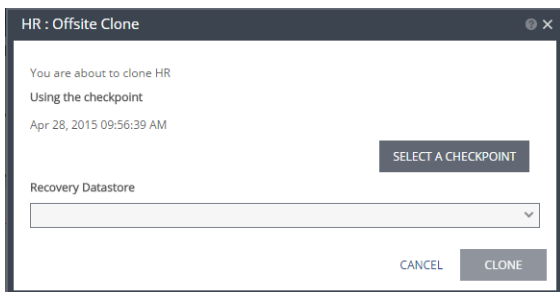 HR : Offsite Clone
You are about to clone HR
Using the checkpoint
Apr 28, 2015 09:56:39 AM
SELECT A CHECKPOINT
Recovery Datastore
CANCEL CLONE